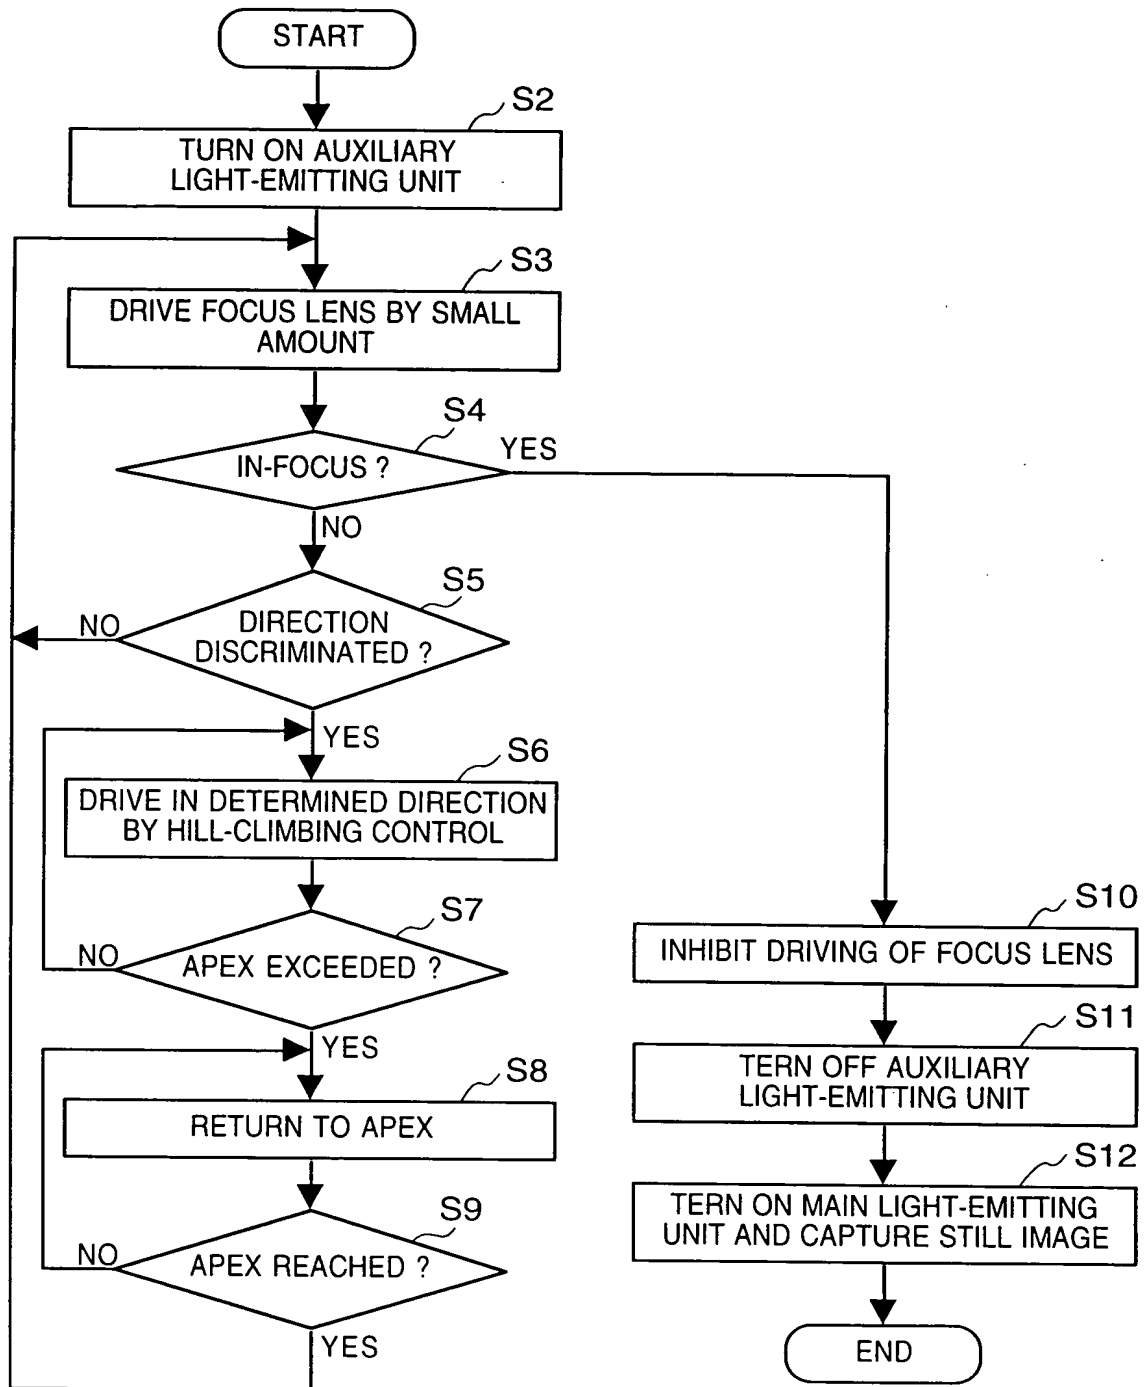 START
S2
TURN ON AUXILIARY
LIGHT-EMITTING UNIT
S3
DRIVE FOCUS LENS BY SMALL
AMOUNT
S4
IN-FOCUS ?
YES
NO
S5
DIRECTION
DISCRIMINATED ?
NO
YES
S6
DRIVE IN DETERMINED DIRECTION
BY HILL-CLIMBING CONTROL
S7
APEX EXCEEDED ?
NO
YES
S8
RETURN TO APEX
S9
APEX REACHED ?
NO
YES
S10
INHIBIT DRIVING OF FOCUS LENS
S11
TERN OFF AUXILIARY
LIGHT-EMITTING UNIT
S12
TERN ON MAIN LIGHT-EMITTING
UNIT AND CAPTURE STILL IMAGE
END